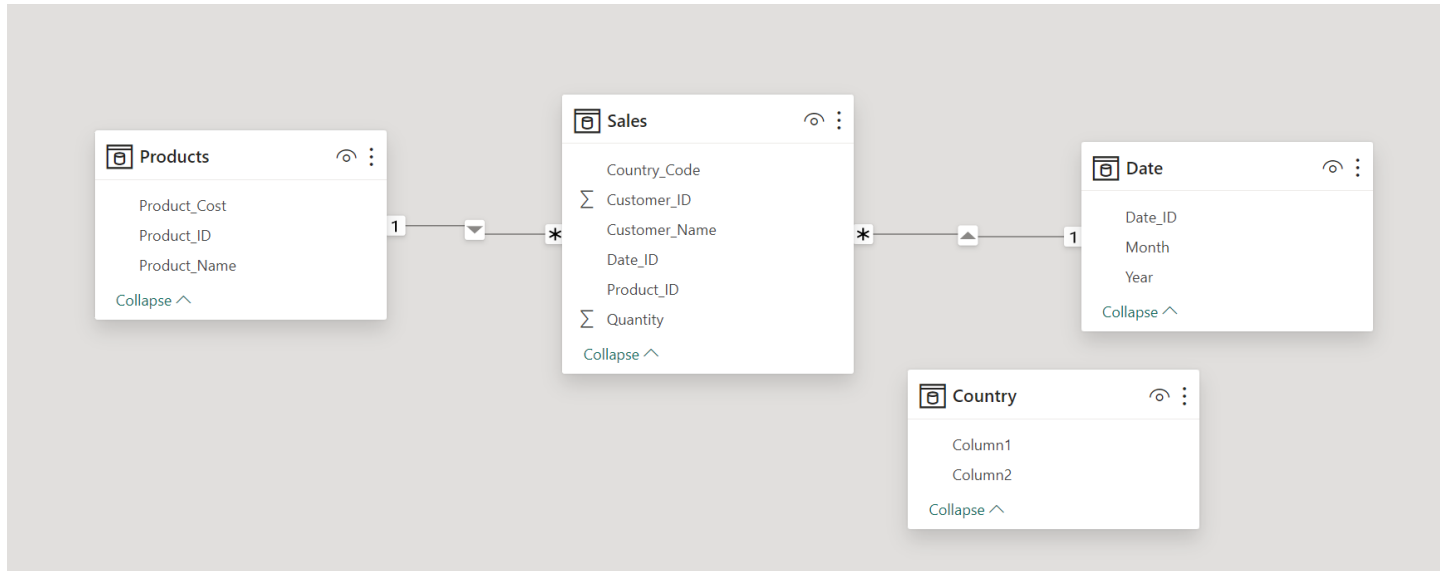 Products
Product_Cost
Product_ID
Product_Name
Collapse
1
*
Sales
Country_Code
∑ Customer_ID
Customer_Name
Date_ID
Product_ID
∑ Quantity
Collapse
*
1
Date
Date_ID
Month
Year
Collapse
Country
Column1
Column2
Collapse